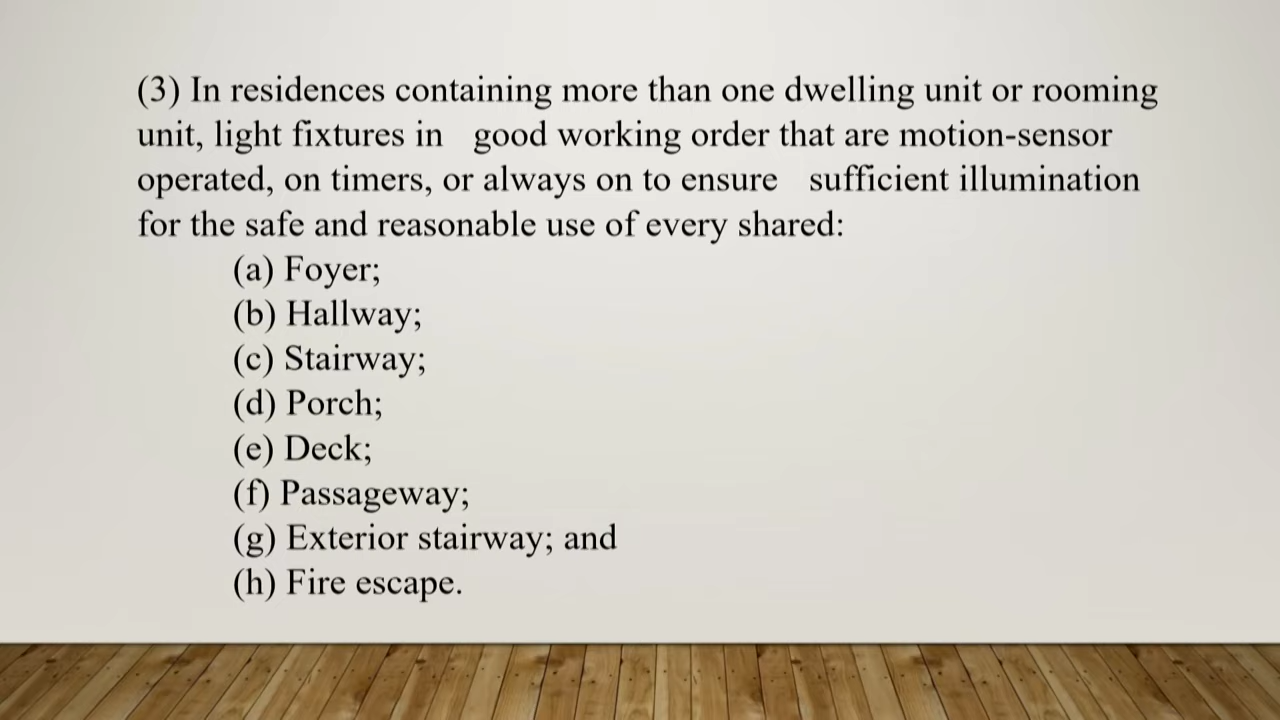 (3) In residences containing more than one dwelling unit or rooming
unit, light fixtures in good working order that are motion-sensor
operated, on timers, or always on to ensure sufficient illumination
for the safe and reasonable use of every shared:
(a) Foyer;
(b) Hallway;
(c) Stairway;
(d) Porch;
(e) Deck;
(f) Passageway;
(g) Exterior stairway; and
(h) Fire escape.